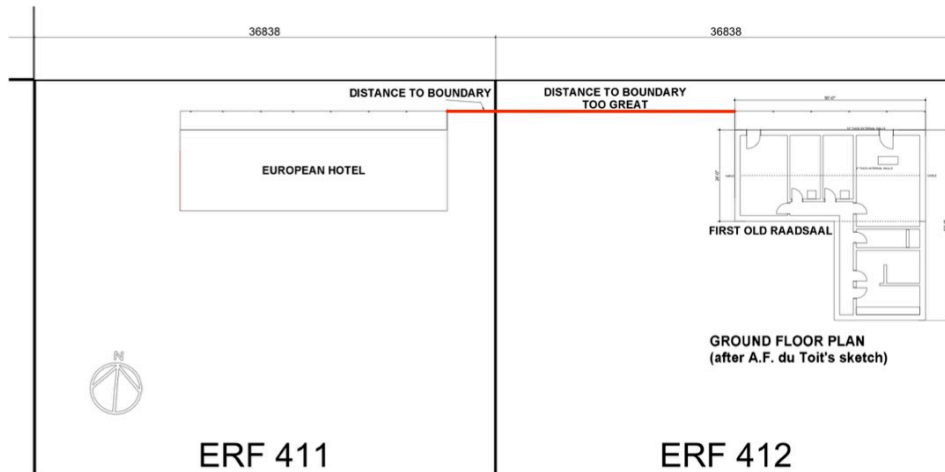 36838
36838
DISTANCE TO BOUNDARY
DISTANCE TO BOUNDARY
TOO GREAT
EUROPEAN HOTEL
FIRST OLD RAADSAAL
GROUND FLOOR PLAN
(after A.F. du Toit's sketch)
N
ERF 411
ERF 412